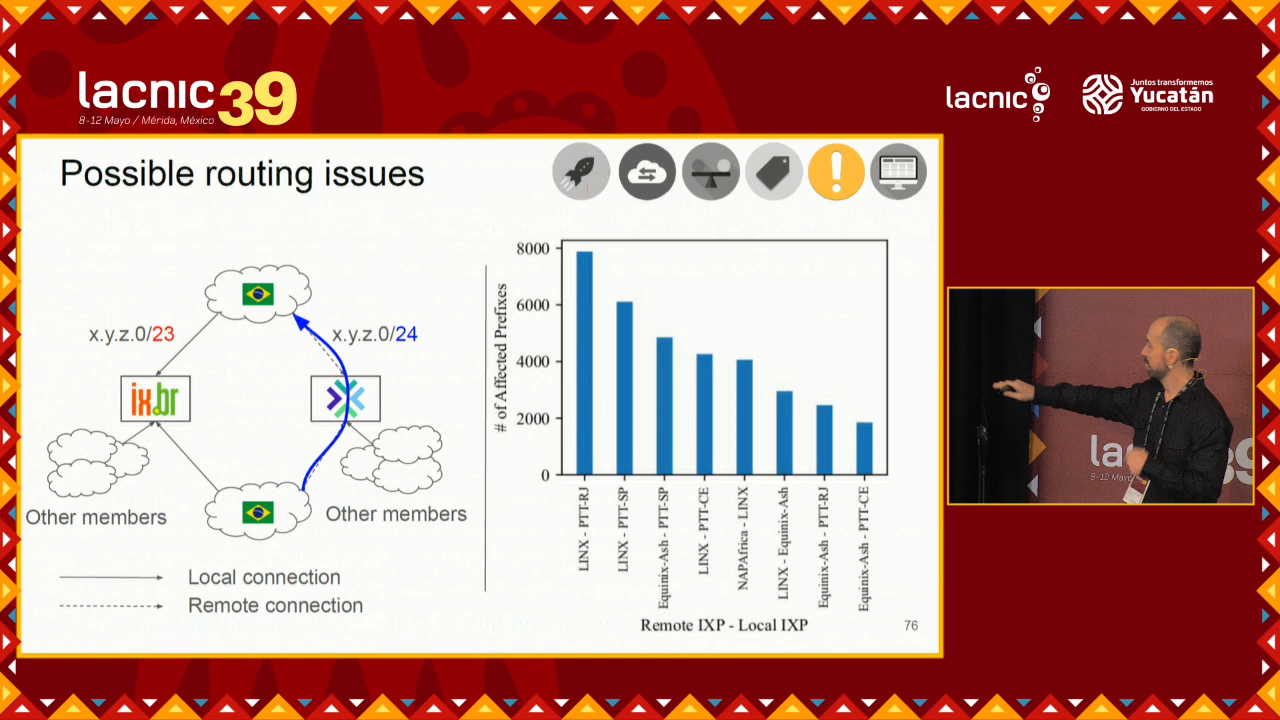 lacnic 39
8-12 Mayo / Mérida, México
lacnic
Juntos transformemos
Yucatán
GOBIERNO DEL ESTADO
Possible routing issues
x.y.z.0/23
x.y.z.0/24
ix.br
Other members
Other members
Local connection
Remote connection
# of Affected Prefixes
8000
6000
4000
2000
0
LINX - PTT-RJ
LINX - PTT-SP
Equinix-Ash - PTT-SP
LINX - PTT-CE
NAPAfrica - LINX
LINX - Equinix-Ash
Equinix-Ash - PTT-RJ
Equinix-Ash - PTT-CE
Remote IXP - Local IXP
76
la
39
8-12 Mayo